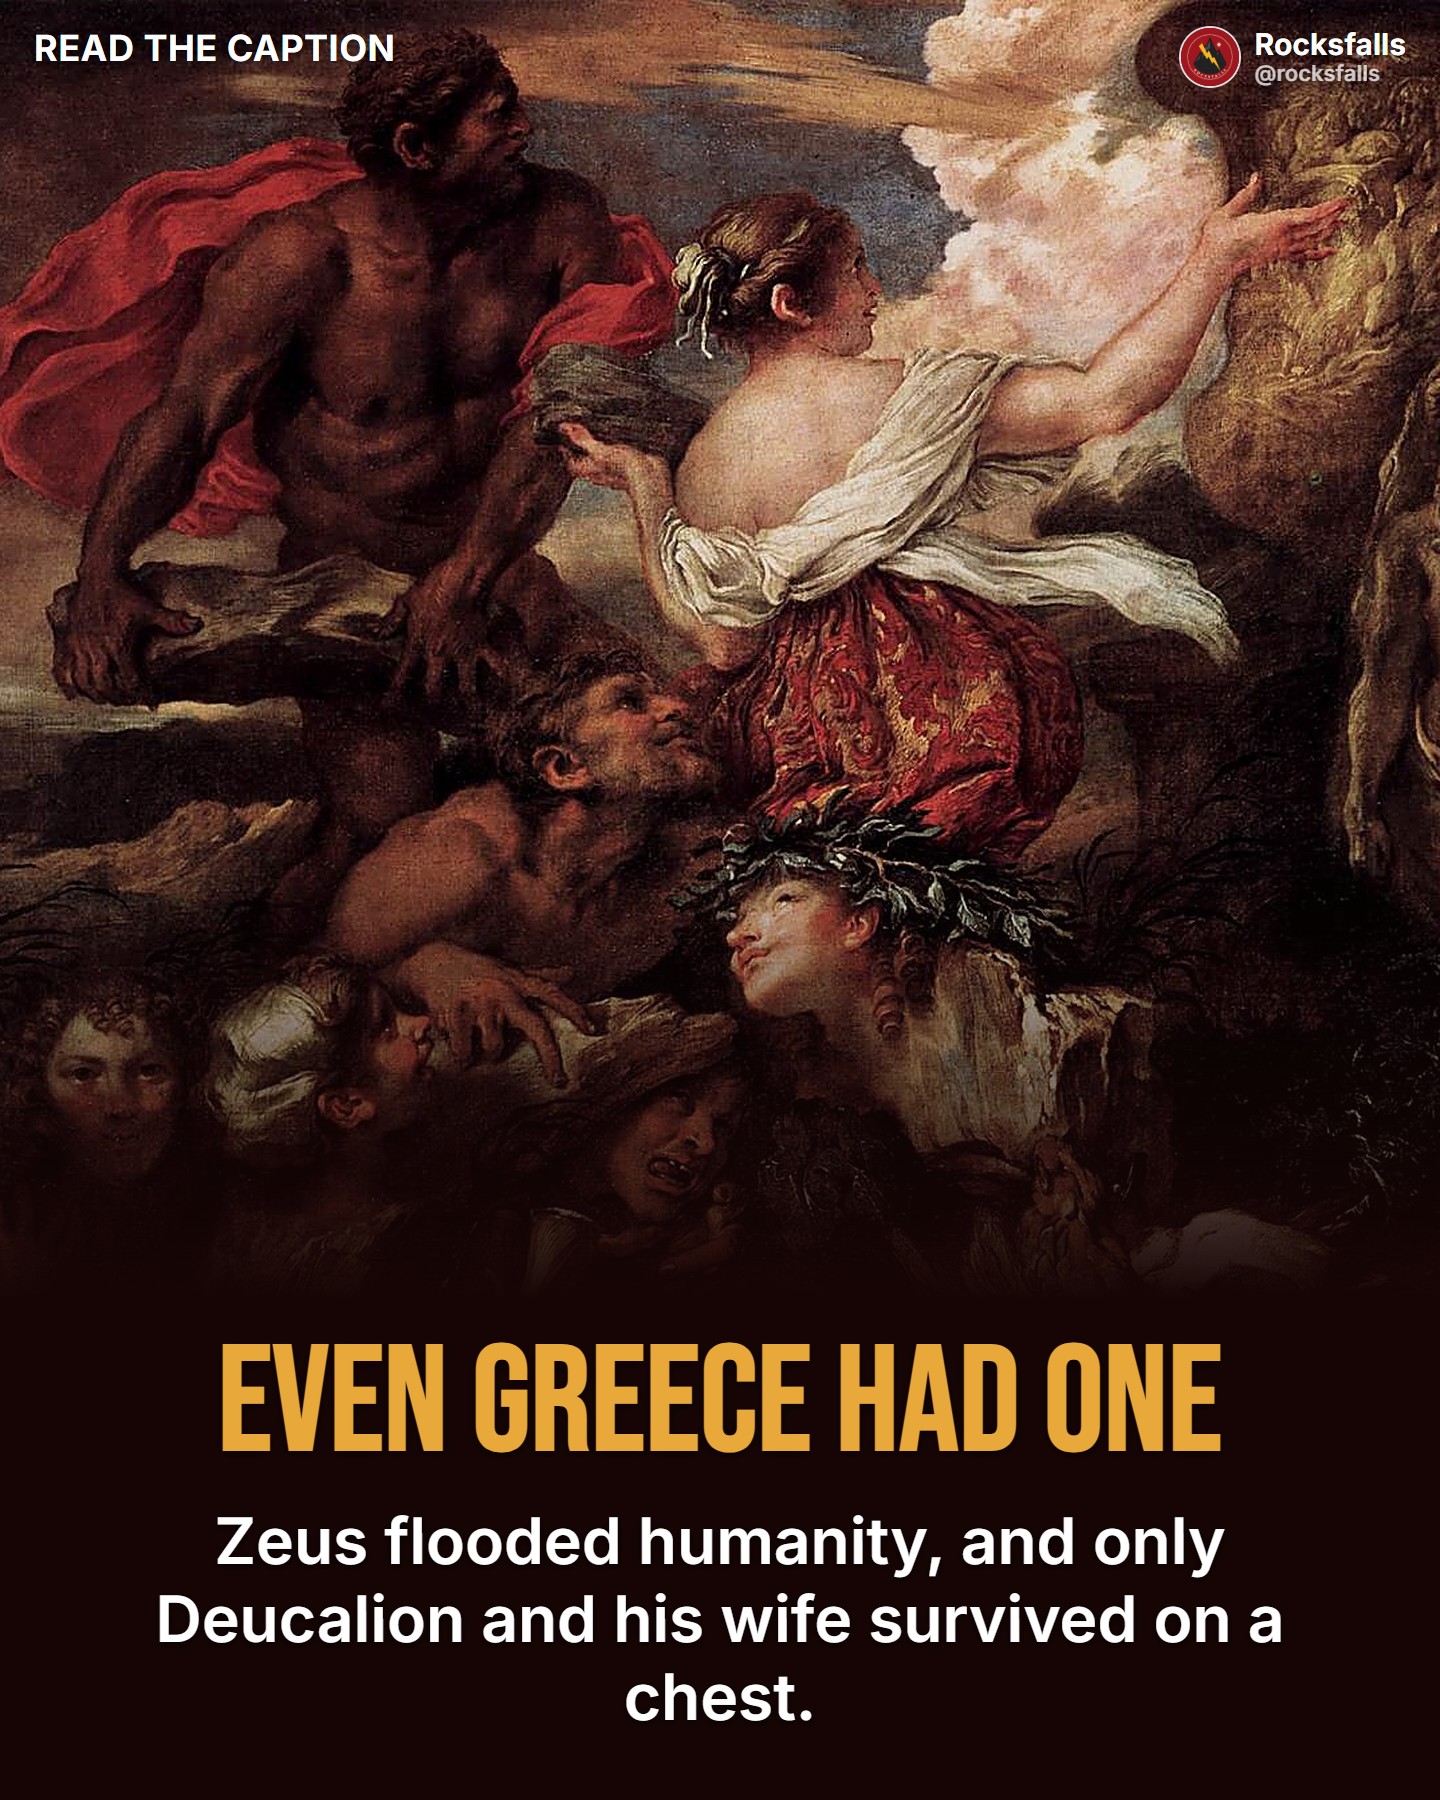 READ THE CAPTION
Rocksfalls
@rocksfalls
EVEN GREECE HAD ONE
Zeus flooded humanity, and only
Deucalion and his wife survived on a
chest.